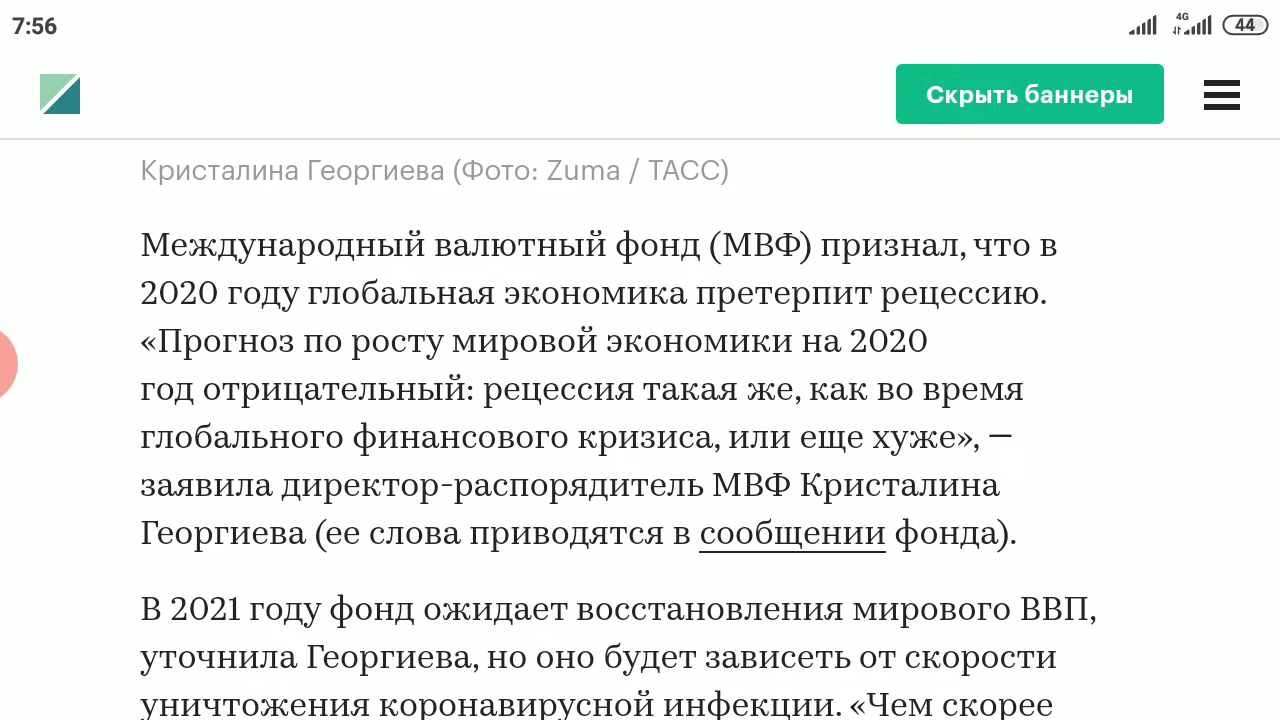 7:56
4G
44
Скрыть баннеры
Кристалина Георгиева (Фото: Zuma / ТАСС)
Международный валютный фонд (МВФ) признал, что в
2020 году глобальная экономика претерпит рецессию.
«Прогноз по росту мировой экономики на 2020
год отрицательный: рецессия такая же, как во время
глобального финансового кризиса, или еще хуже», —
заявила директор-распорядитель МВФ Кристалина
Георгиева (ее слова приводятся в сообщении фонда).
В 2021 году фонд ожидает восстановления мирового ВВП,
уточнила Георгиева, но оно будет зависеть от скорости
уничтожения коронавирусной инфекции. «Чем скорее